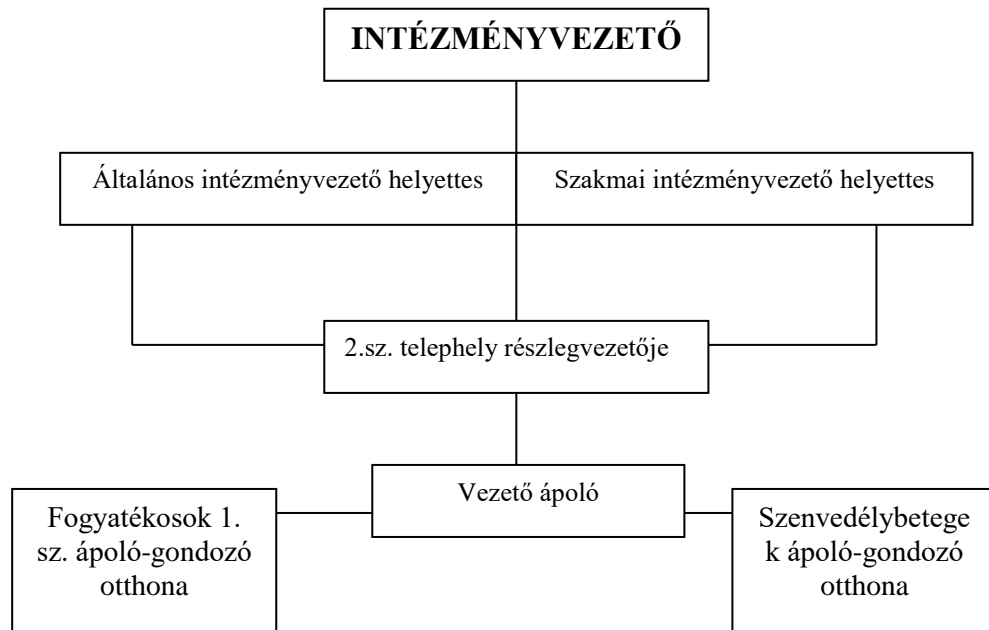 INTÉZMÉNYVEZETŐ
Általános intézményvezető helyettes
Szakmai intézményvezető helyettes
2.sz. telephely részlegvezetője
Vezető ápoló
Fogyatékosok 1.
sz. ápoló-gondozó
otthona
Szenvedélybetege
k ápoló-gondozó
otthona